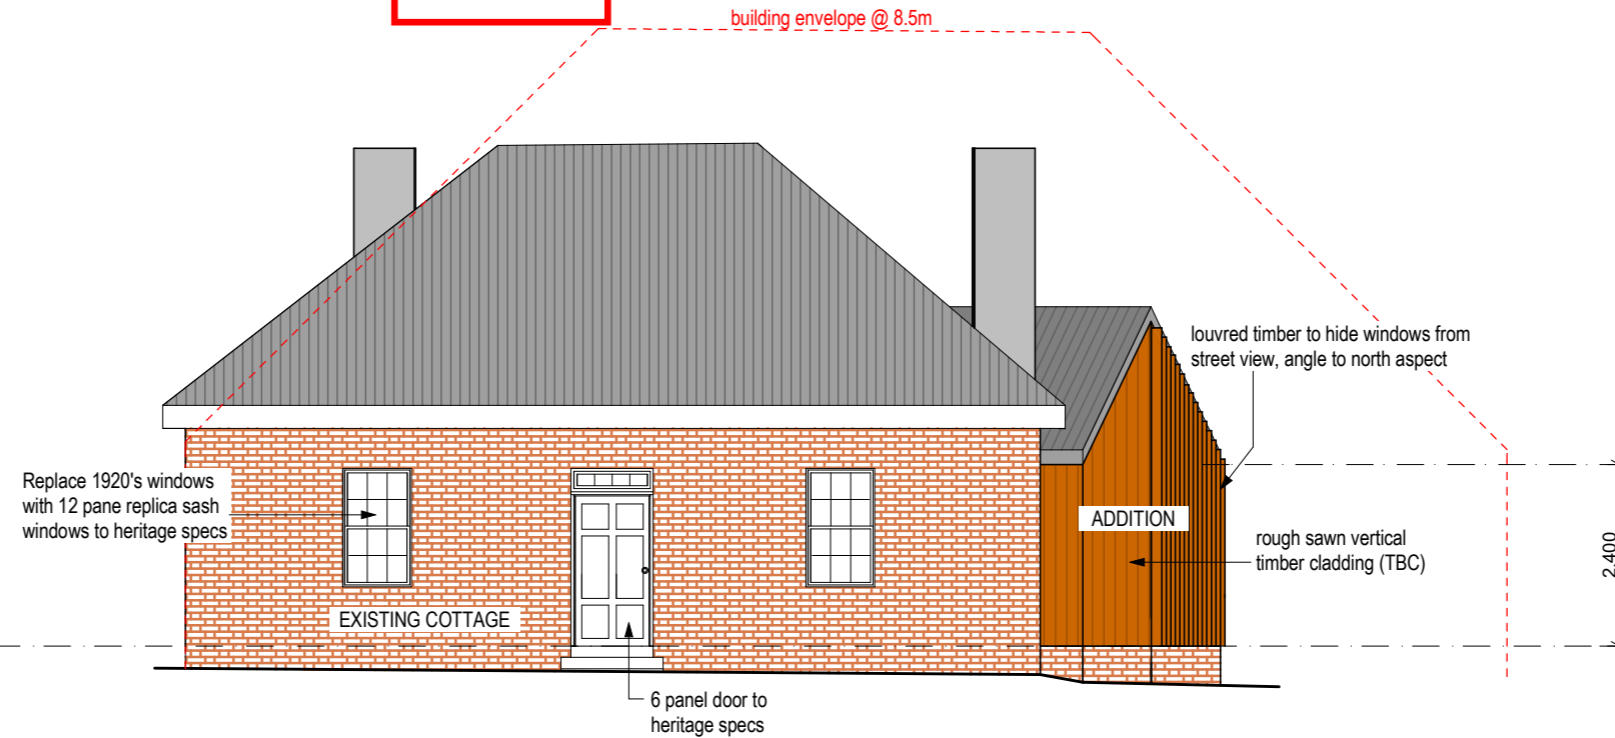 building envelope @ 8.5m
louvred timber to hide windows from
street view, angle to north aspect
Replace 1920's windows
with 12 pane replica sash
windows to heritage specs
ADDITION
rough sawn vertical
timber cladding (TBC)
2,400
EXISTING COTTAGE
6 panel door to
heritage specs